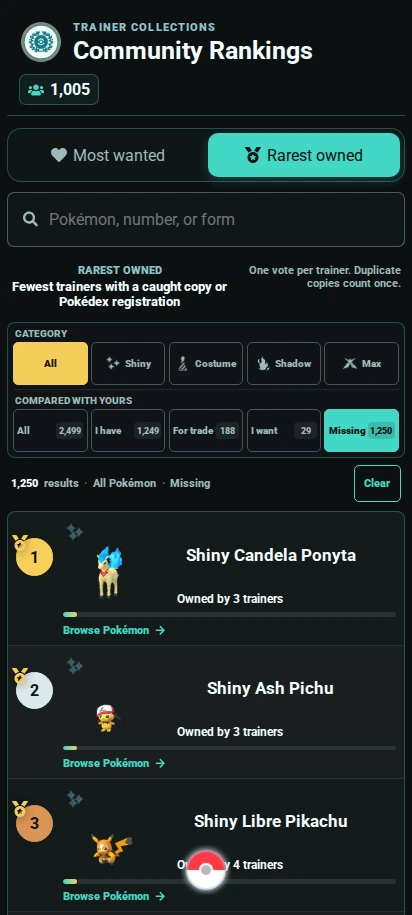 TRAINER COLLECTIONS
Community Rankings
1,005
Most wanted
Rarest owned
Pokémon, number, or form
RAREST OWNED
Fewest trainers with a caught copy or
Pokédex registration
One vote per trainer. Duplicate
copies count once.
CATEGORY
All
Shiny
Costume
Shadow
Max
COMPARED WITH YOURS
All 2,499
I have 1,249
For trade 188
I want 29
Missing 1,250
1,250 results · All Pokémon · Missing
Clear
1
Shiny Candela Ponyta
Owned by 3 trainers
Browse Pokémon →
2
Shiny Ash Pichu
Owned by 3 trainers
Browse Pokémon →
3
Shiny Libre Pikachu
4 trainers
Browse Pokémon →